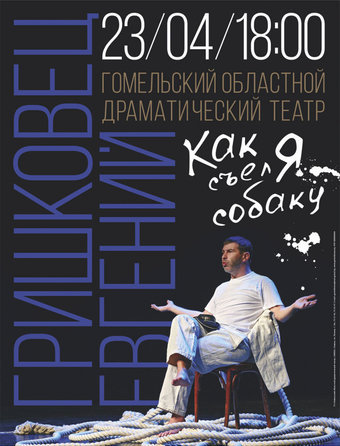 23/04/18:00
ГОМЕЛЬСКИЙ ОБЛАСТНОЙ
ДРАМАТИЧЕСКИЙ ТЕАТР
ГРИШКОВЕЦ
ЕВГЕНИЙ
Как Я
съел
собаку